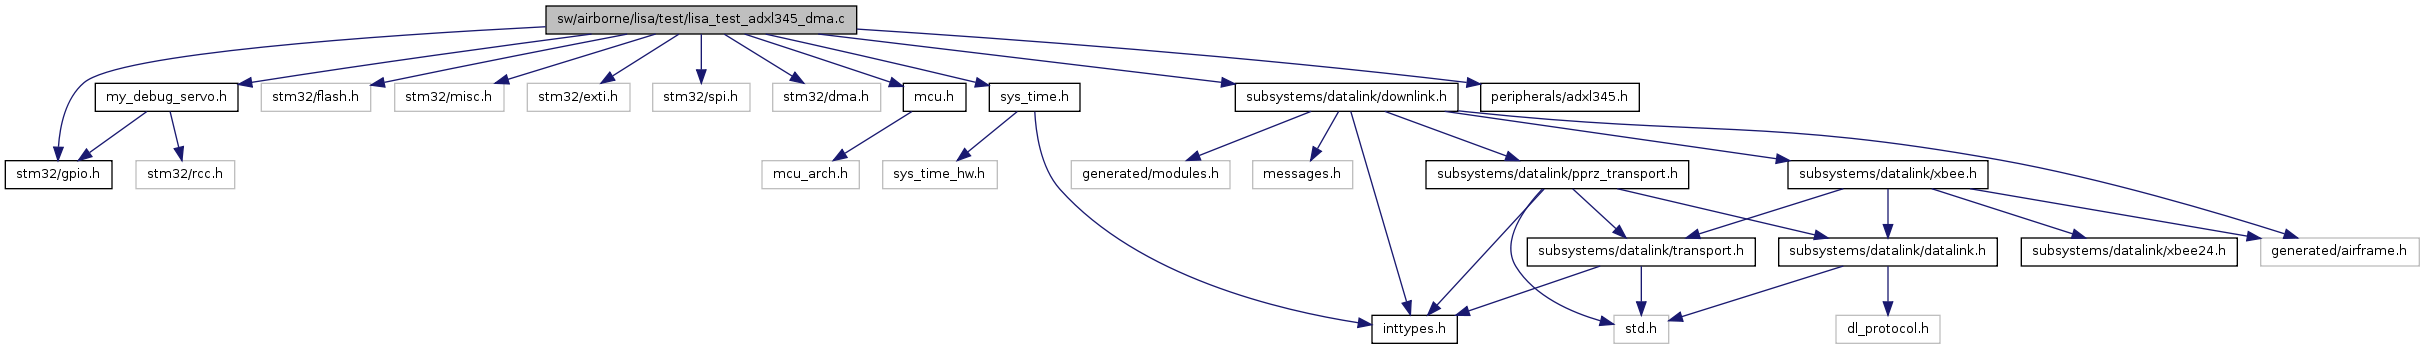 sw/airborne/lisa/test/lisa_test_adxl345_dma.c
my_debug_servo.h
stm32/flash.h
stm32/misc.h
stm32/exti.h
stm32/spi.h
stm32/dma.h
mcu.h
sys_time.h
subsystems/datalink/downlink.h
peripherals/adxl345.h
stm32/gpio.h
stm32/rcc.h
mcu_arch.h
sys_time_hw.h
generated/modules.h
messages.h
subsystems/datalink/pprz_transport.h
subsystems/datalink/xbee.h
subsystems/datalink/transport.h
subsystems/datalink/datalink.h
subsystems/datalink/xbee24.h
generated/airframe.h
inttypes.h
std.h
dl_protocol.h